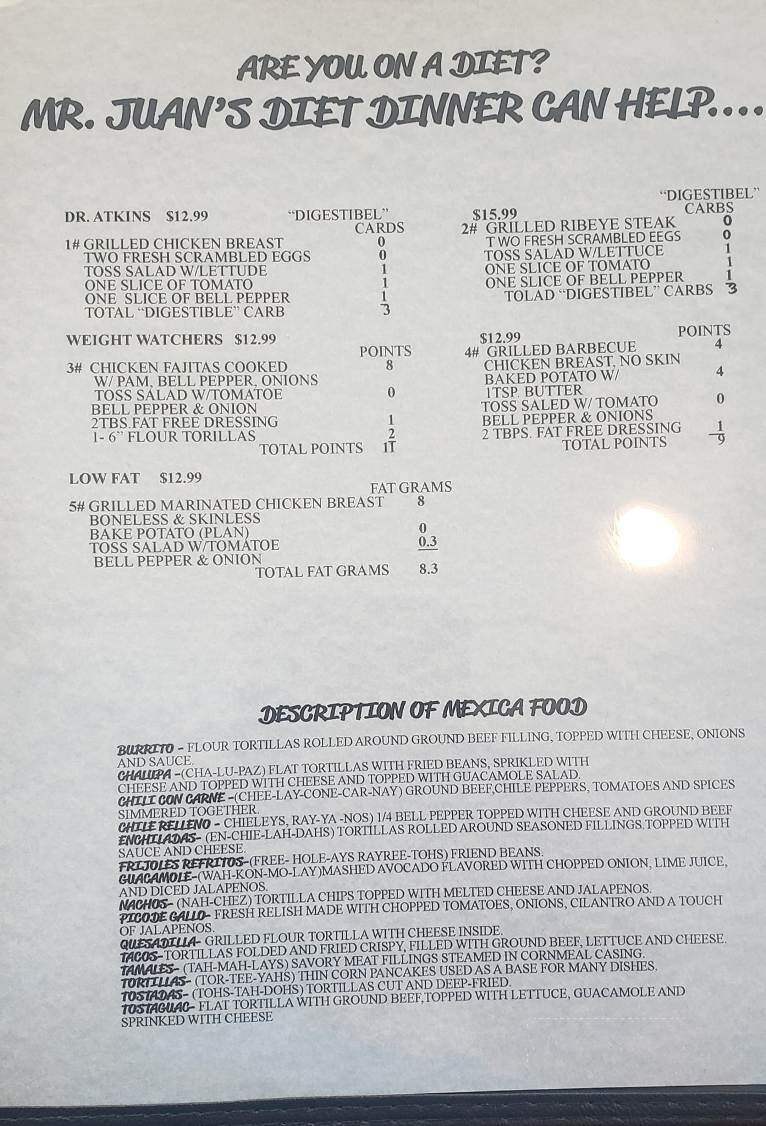 ARE YOU ON A DIET?
MR. JUAN'S DIET DINNER CAN HELP....
DR. ATKINS $12.99 "DIGESTIBEL"
CARDS
1# GRILLED CHICKEN BREAST 0
TWO FRESH SCRAMBLED EGGS 0
TOSS SALAD W/LETTUDE 1
ONE SLICE OF TOMATO 1
ONE SLICE OF BELL PEPPER 1
TOTAL "DIGESTIBLE" CARB 3
"DIGESTIBEL"
$15.99 CARBS
2# GRILLED RIBEYE STEAK 0
TWO FRESH SCRAMBLED EEGS 0
TOSS SALAD W/LETTUCE 1
ONE SLICE OF TOMATO 1
ONE SLICE OF BELL PEPPER 1
TOLAD "DIGESTIBEL" CARBS 3
WEIGHT WATCHERS $12.99
POINTS
3# CHICKEN FAJITAS COOKED 8
W/ PAM, BELL PEPPER, ONIONS
TOSS SALAD W/TOMATOE 0
BELL PEPPER & ONION
2TBS.FAT FREE DRESSING 1
1- 6" FLOUR TORILLAS 2
TOTAL POINTS 11
$12.99 POINTS
4# GRILLED BARBECUE 4
CHICKEN BREAST, NO SKIN
BAKED POTATO W/ 4
1TSP. BUTTER
TOSS SALED W/ TOMATO 0
BELL PEPPER & ONIONS
2 TBPS. FAT FREE DRESSING 1
TOTAL POINTS 9
LOW FAT $12.99
FAT GRAMS
5# GRILLED MARINATED CHICKEN BREAST 8
BONELESS & SKINLESS
BAKE POTATO (PLAN) 0
TOSS SALAD W/TOMATOE 0.3
BELL PEPPER & ONION
TOTAL FAT GRAMS 8.3
DESCRIPTION OF MEXICA FOOD
BURRITO - FLOUR TORTILLAS ROLLED AROUND GROUND BEEF FILLING, TOPPED WITH CHEESE, ONIONS
AND SAUCE.
CHALUPA -(CHA-LU-PAZ) FLAT TORTILLAS WITH FRIED BEANS, SPRIKLED WITH
CHEESE AND TOPPED WITH CHEESE AND TOPPED WITH GUACAMOLE SALAD.
CHILI CON CARNE -(CHEE-LAY-CONE-CAR-NAY) GROUND BEEF,CHILE PEPPERS, TOMATOES AND SPICES
SIMMERED TOGETHER.
CHILE RELLENO - CHIELEYS, RAY-YA -NOS) 1/4 BELL PEPPER TOPPED WITH CHEESE AND GROUND BEEF
ENCHILADAS- (EN-CHIE-LAH-DAHS) TORTILLAS ROLLED AROUND SEASONED FILLINGS.TOPPED WITH
SAUCE AND CHEESE.
FRIJOLES REFRITOS-(FREE- HOLE-AYS RAYREE-TOHS) FRIEND BEANS.
GUACAMOLE-(WAH-KON-MO-LAY)MASHED AVOCADO FLAVORED WITH CHOPPED ONION, LIME JUICE,
AND DICED JALAPENOS.
NACHOS- (NAH-CHEZ) TORTILLA CHIPS TOPPED WITH MELTED CHEESE AND JALAPENOS.
PICO DE GALLO- FRESH RELISH MADE WITH CHOPPED TOMATOES, ONIONS, CILANTRO AND A TOUCH
OF JALAPENOS.
QUESADILLA- GRILLED FLOUR TORTILLA WITH CHEESE INSIDE.
TACOS-TORTILLAS FOLDED AND FRIED CRISPY, FILLED WITH GROUND BEEF, LETTUCE AND CHEESE.
TAMALES- (TAH-MAH-LAYS) SAVORY MEAT FILLINGS STEAMED IN CORNMEAL CASING.
TORTILLAS- (TOR-TEE-YAHS) THIN CORN PANCAKES USED AS A BASE FOR MANY DISHES.
TOSTADAS- (TOHS-TAH-DOHS) TORTILLAS CUT AND DEEP-FRIED.
TOSTAGUAC- FLAT TORTILLA WITH GROUND BEEF,TOPPED WITH LETTUCE, GUACAMOLE AND
SPRINKED WITH CHEESE